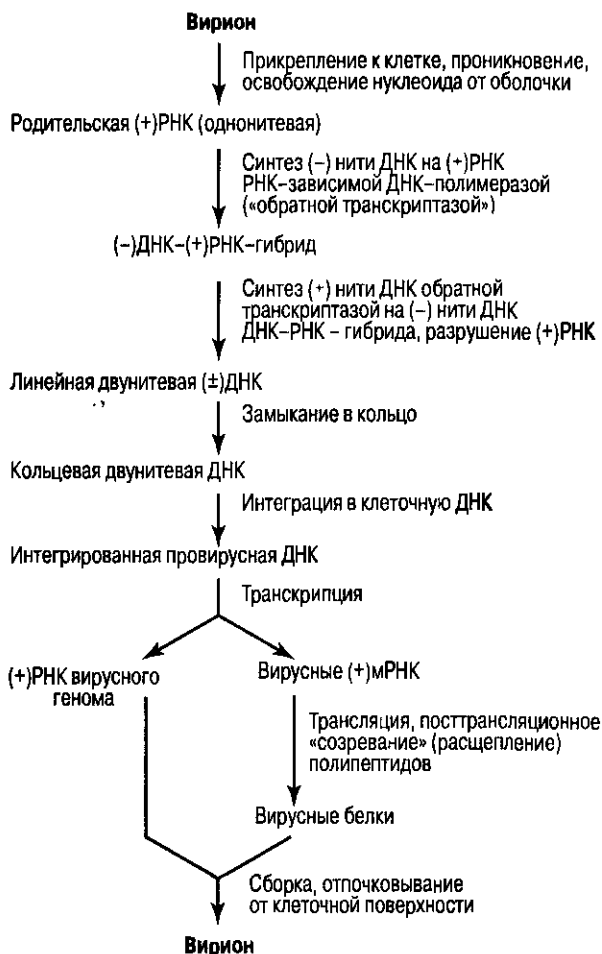 Вирион
Прикрепление к клетке, проникновение,
освобождение нуклеоида от оболочки
Родительская (+)РНК (однонитевая)
Синтез (−) нити ДНК на (+)РНК
РНК-зависимой ДНК-полимеразой
(«обратной транскриптазой»)
(−)ДНК-(+)РНК-гибрид
Синтез (+) нити ДНК обратной
транскриптазой на (−) нити ДНК
ДНК-РНК – гибрида, разрушение (+)РНК
Линейная двунитевая (±)ДНК
Замыкание в кольцо
Кольцевая двунитевая ДНК
Интеграция в клеточную ДНК
Интегрированная провирусная ДНК
Транскрипция
(+)РНК вирусного
генома
Вирусные (+)мРНК
Трансляция, посттрансляционное
«созревание» (расщепление)
полипептидов
Вирусные белки
Сборка, отпочковывание
от клеточной поверхности
Вирион